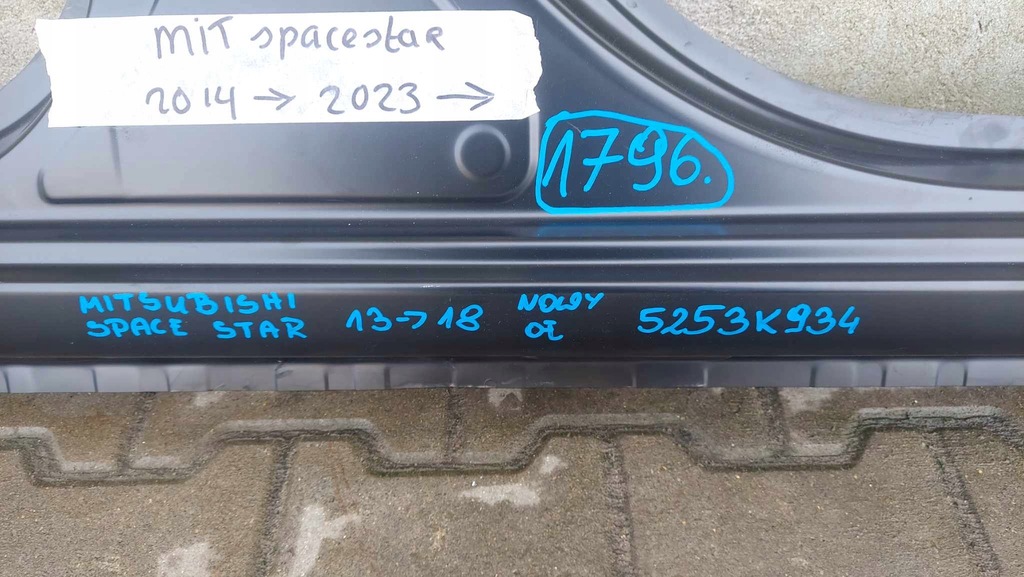 MiT spacestar
2014 → 2023 →
1796.
MITSUBISHI
SPACE STAR
13→18
NOWY
OE
5253K934